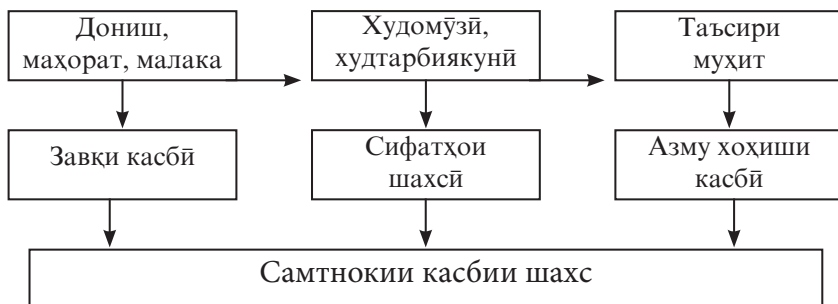 Дониш,
маҳорат, малака
Худомӯзӣ,
худтарбиякунӣ
Таъсири
муҳит
Завқи касбӣ
Сифатҳои
шахсӣ
Азму хоҳиши
касбӣ
Самтнокии касбии шахс